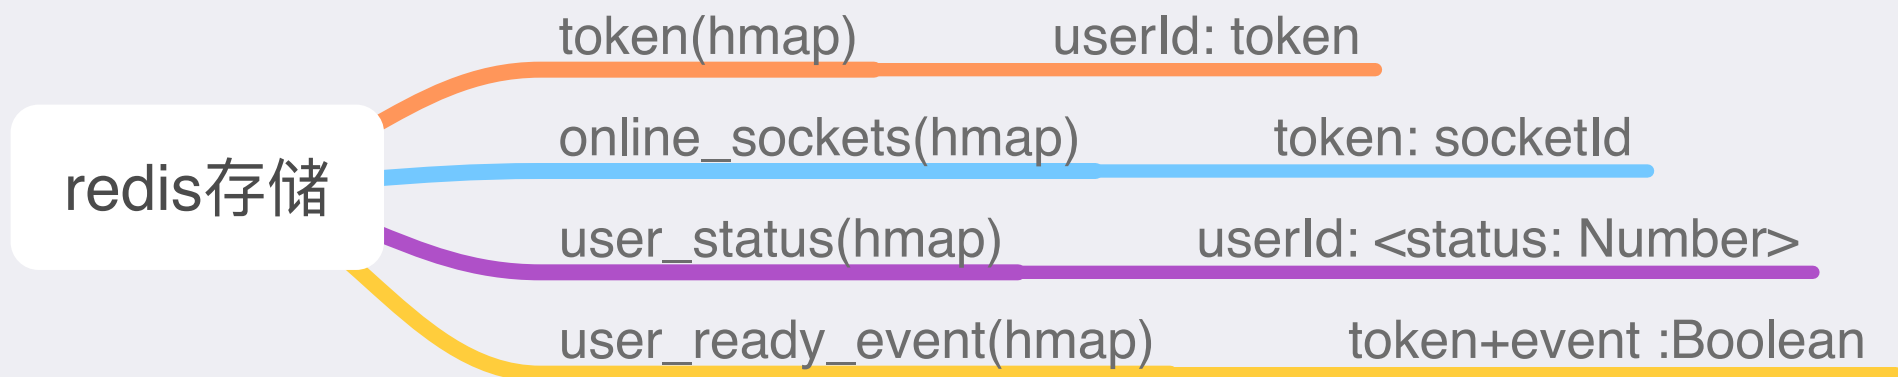 token(hmap) userId: token
online_sockets(hmap) token: socketId
redis存储
user_status(hmap) userId: <status: Number>
user_ready_event(hmap) token+event :Boolean